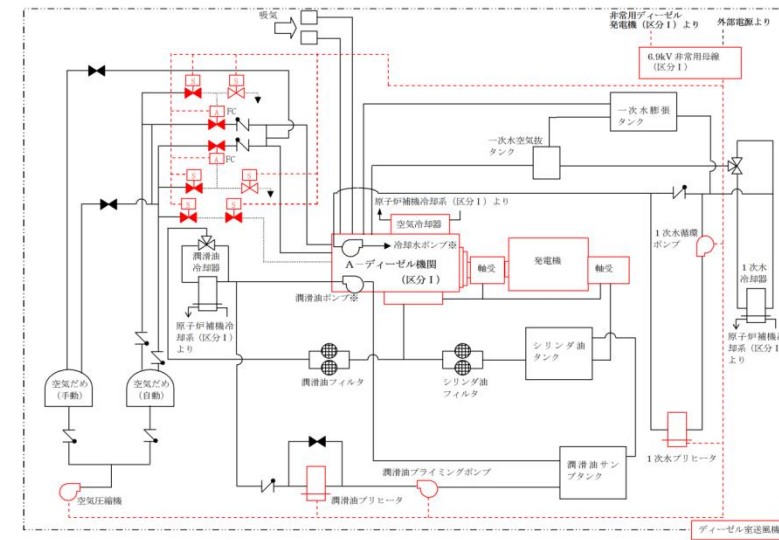 吸気
非常用ディーゼル
発電機（区分Ⅰ）より
外部電源より
6.9kV 非常用母線
（区分Ⅰ）
S
S
A
FC
A
FC
S
S
S
S
一次水膨張
タンク
一次水空気抜
タンク
原子炉補機冷却系（区分Ⅰ）より
空気冷却器
冷却水ポンプ※
A－ディーゼル機関
（区分Ⅰ）
軸受
発電機
軸受
１次水循環
ポンプ
１次水
冷却器
潤滑油
冷却器
潤滑油ポンプ※
原子炉補機冷
却系（区分Ⅰ）
より
原子炉補機冷
却系（区分Ⅰ）
より
シリンダ油
タンク
潤滑油フィルタ
シリンダ油
フィルタ
空気だめ
（手動）
空気だめ
（自動）
１次水プリヒータ
潤滑油プライミングポンプ
潤滑油サン
プタンク
空気圧縮機
潤滑油プリヒータ
ディーゼル室送風機